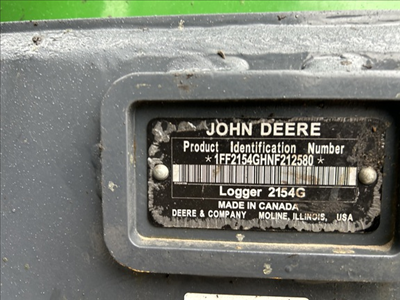 JOHN DEERE
Product Identification Number
*1FF2154GHNF212580*
Logger 2154G
MADE IN CANADA
DEERE & COMPANY MOLINE, ILLINOIS, USA